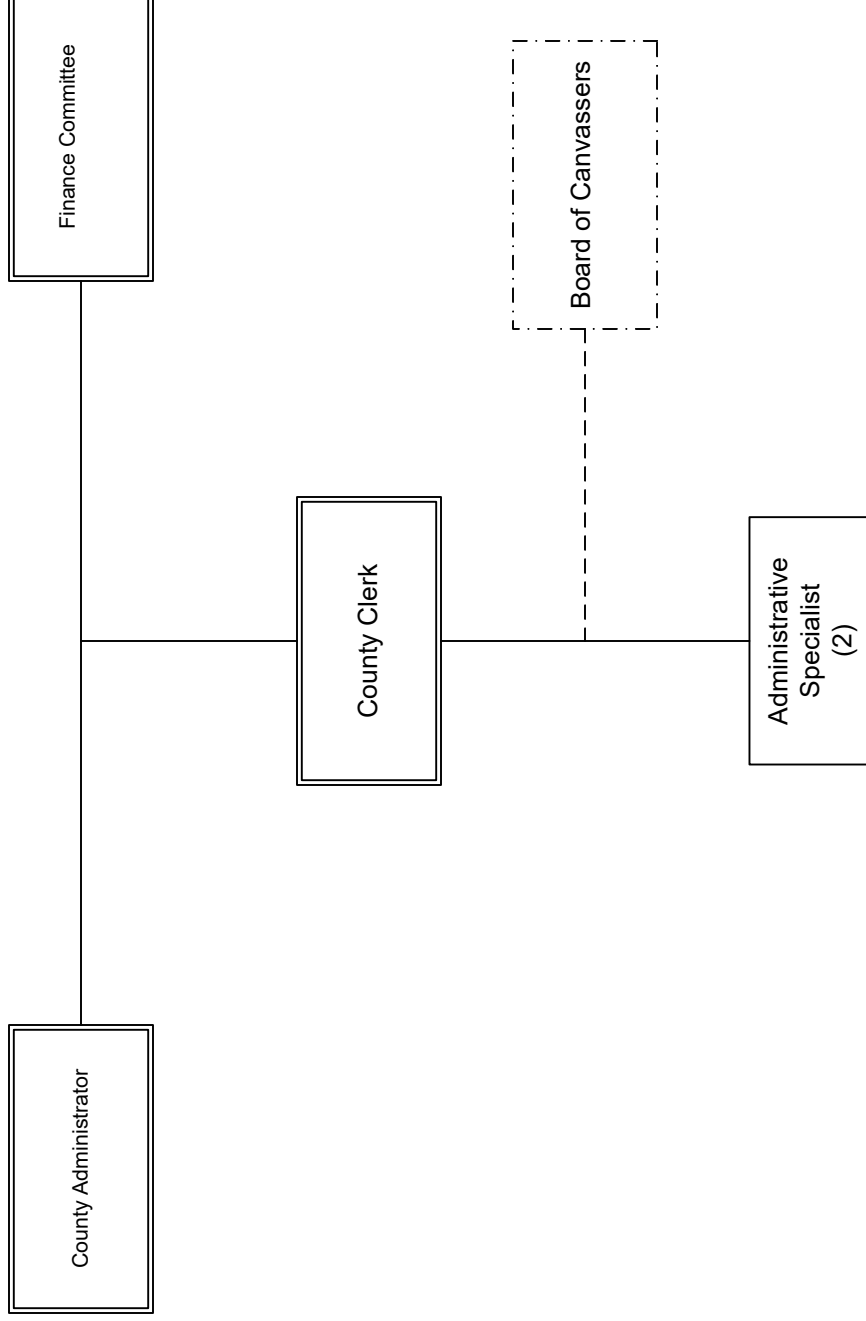 County Administrator
Finance Committee
County Clerk
Board of Canvassers
Administrative
Specialist
(2)